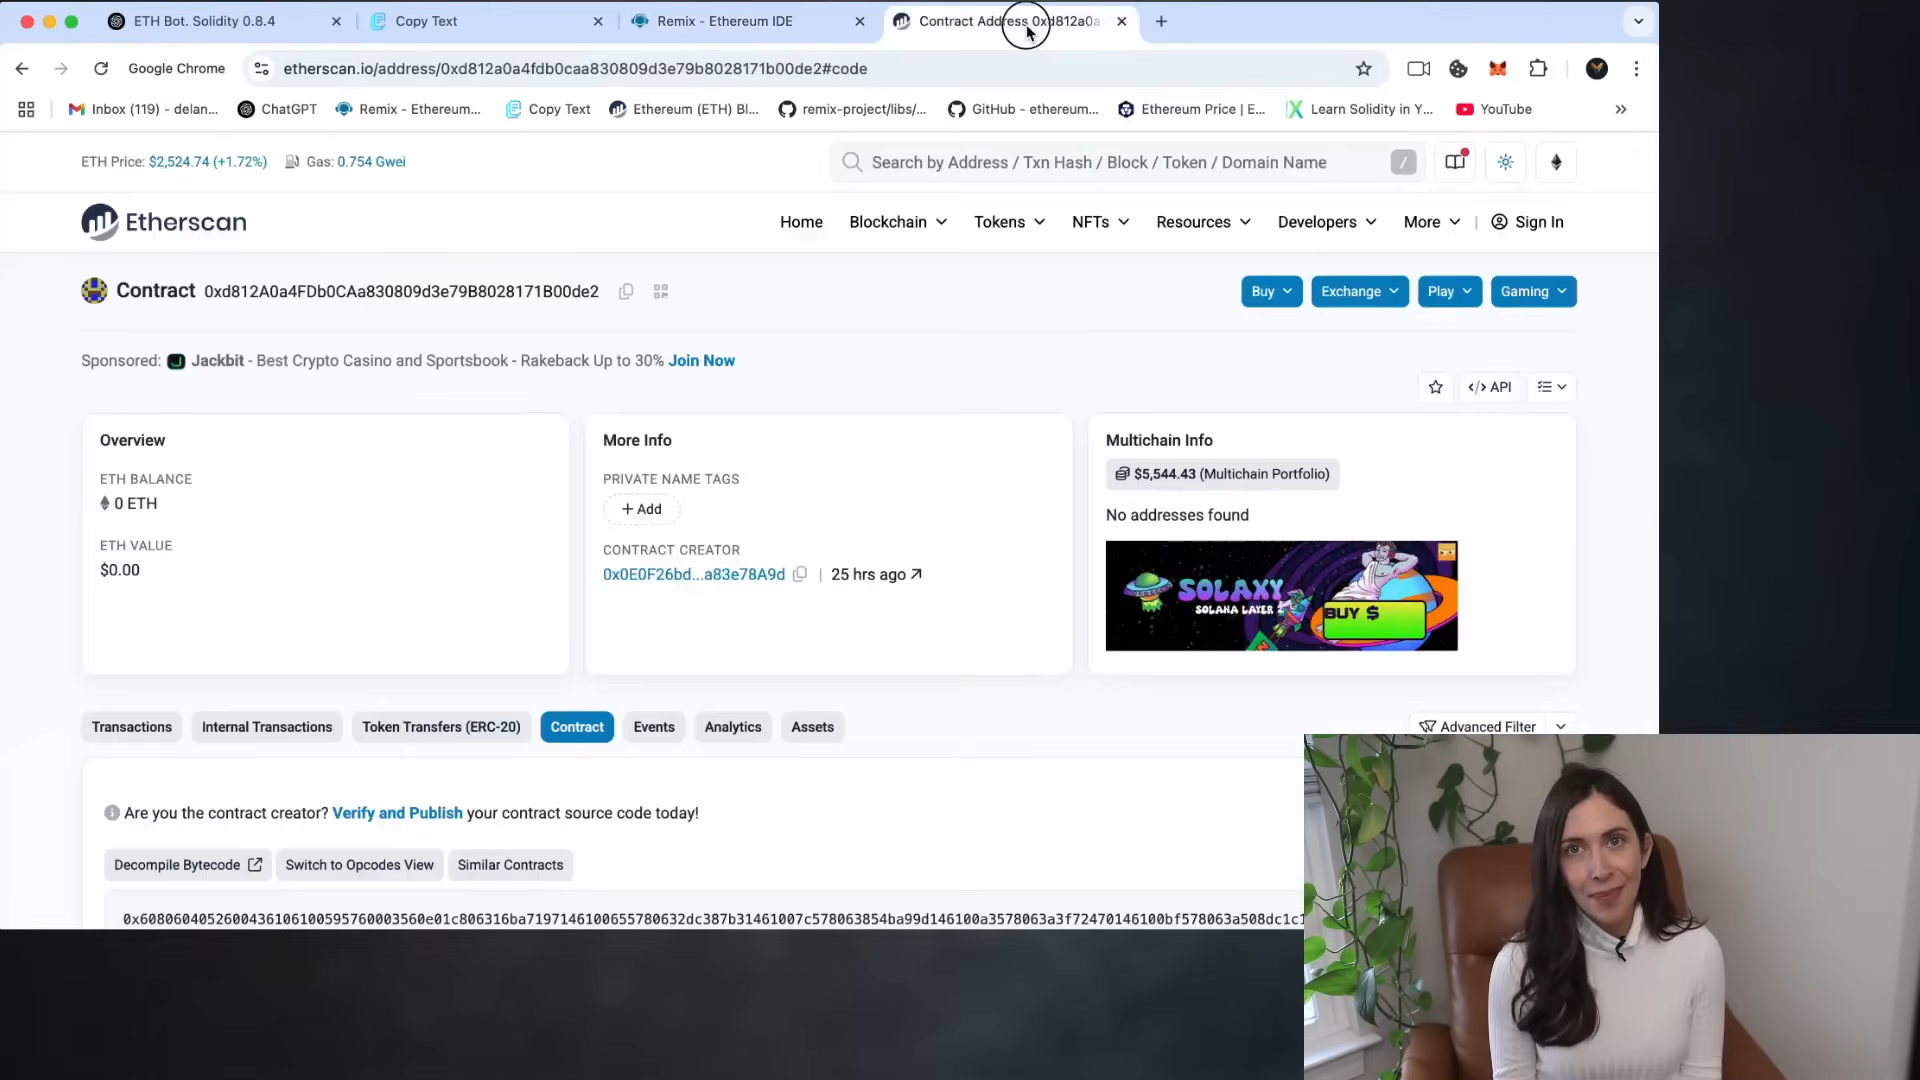 ETH Bot. Solidity 0.8.4
Copy Text
Remix - Ethereum IDE
Contract Address 0xd812a0a
Google Chrome
etherscan.io/address/0xd812a0a4fdb0caa830809d3e79b8028171b00de2#code
Inbox (119) - delan...
ChatGPT
Remix - Ethereum...
Copy Text
Ethereum (ETH) Bl...
remix-project/libs/...
GitHub - ethereum...
Ethereum Price | E...
Learn Solidity in Y...
YouTube
ETH Price: $2,524.74 (+1.72%)
Gas: 0.754 Gwei
Search by Address / Txn Hash / Block / Token / Domain Name
/
Etherscan
Home
Blockchain
Tokens
NFTs
Resources
Developers
More
Sign In
Contract 0xd812A0a4FDb0CAa830809d3e79B8028171B00de2
Buy
Exchange
Play
Gaming
Sponsored: Jackbit - Best Crypto Casino and Sportsbook - Rakeback Up to 30% Join Now
</> API
Overview
ETH BALANCE
0 ETH
ETH VALUE
$0.00
More Info
PRIVATE NAME TAGS
+ Add
CONTRACT CREATOR
0x0E0F26bd...a83e78A9d | 25 hrs ago
Multichain Info
$5,544.43 (Multichain Portfolio)
No addresses found
SOLAXY
SOLANA LAYER 2
BUY $
Transactions
Internal Transactions
Token Transfers (ERC-20)
Contract
Events
Analytics
Assets
Advanced Filter
Are you the contract creator? Verify and Publish your contract source code today!
Decompile Bytecode
Switch to Opcodes View
Similar Contracts
0x6080604052600436106100595760003560e01c806316ba7197146100655780632dc387b31461007c578063854ba99d146100a3578063a3f72470146100bf578063a508dc1c1